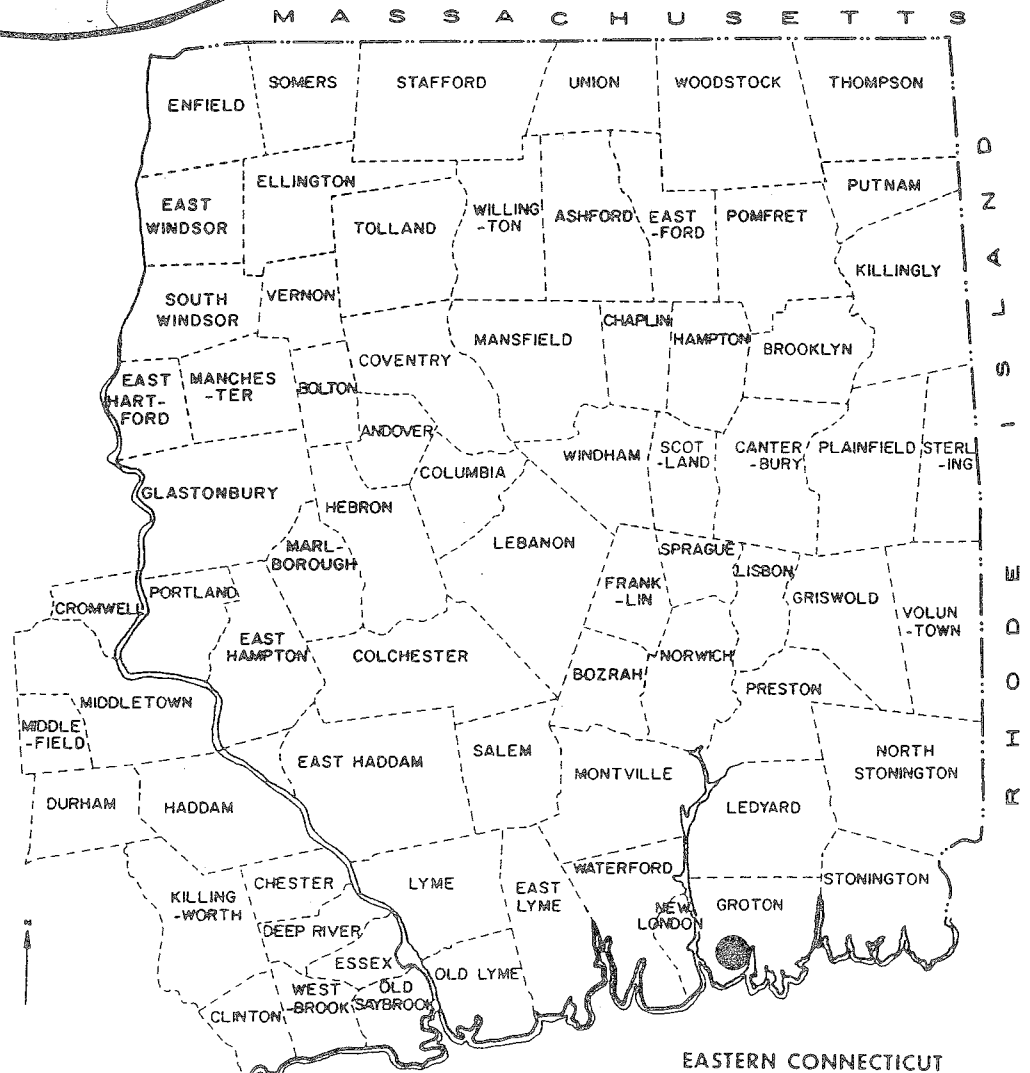 MASSACHUSETTS
SOMERS
STAFFORD
UNION
WOODSTOCK
THOMPSON
ENFIELD
ELLINGTON
PUTNAM
EAST
WINDSOR
TOLLAND
WILLING
-TON
ASHFORD
EAST
-FORD
POMFRET
KILLINGLY
SOUTH
WINDSOR
VERNON
MANSFIELD
CHAPLIN
HAMPTON
BROOKLYN
COVENTRY
EAST
HART-
FORD
MANCHES
-TER
BOLTON
ANDOVER
WINDHAM
SCOT
-LAND
CANTER
-BURY
PLAINFIELD
STERL
-ING
COLUMBIA
GLASTONBURY
HEBRON
LEBANON
MARL-
BOROUGH
SPRAGUE
LISBON
FRANK
-LIN
GRISWOLD
VOLUN
-TOWN
PORTLAND
CROMWELL
EAST
HAMPTON
COLCHESTER
BOZRAH
NORWICH
PRESTON
MIDDLETOWN
MIDDLE
-FIELD
EAST HADDAM
SALEM
MONTVILLE
NORTH
STONINGTON
DURHAM
HADDAM
LEDYARD
KILLING
-WORTH
CHESTER
LYME
EAST
LYME
WATERFORD
STONINGTON
NEW
LONDON
GROTON
DEEP RIVER
ESSEX
OLD LYME
WEST
-BROOK
OLD
SAYBROOK
CLINTON
RHODE ISLAND
EASTERN CONNECTICUT